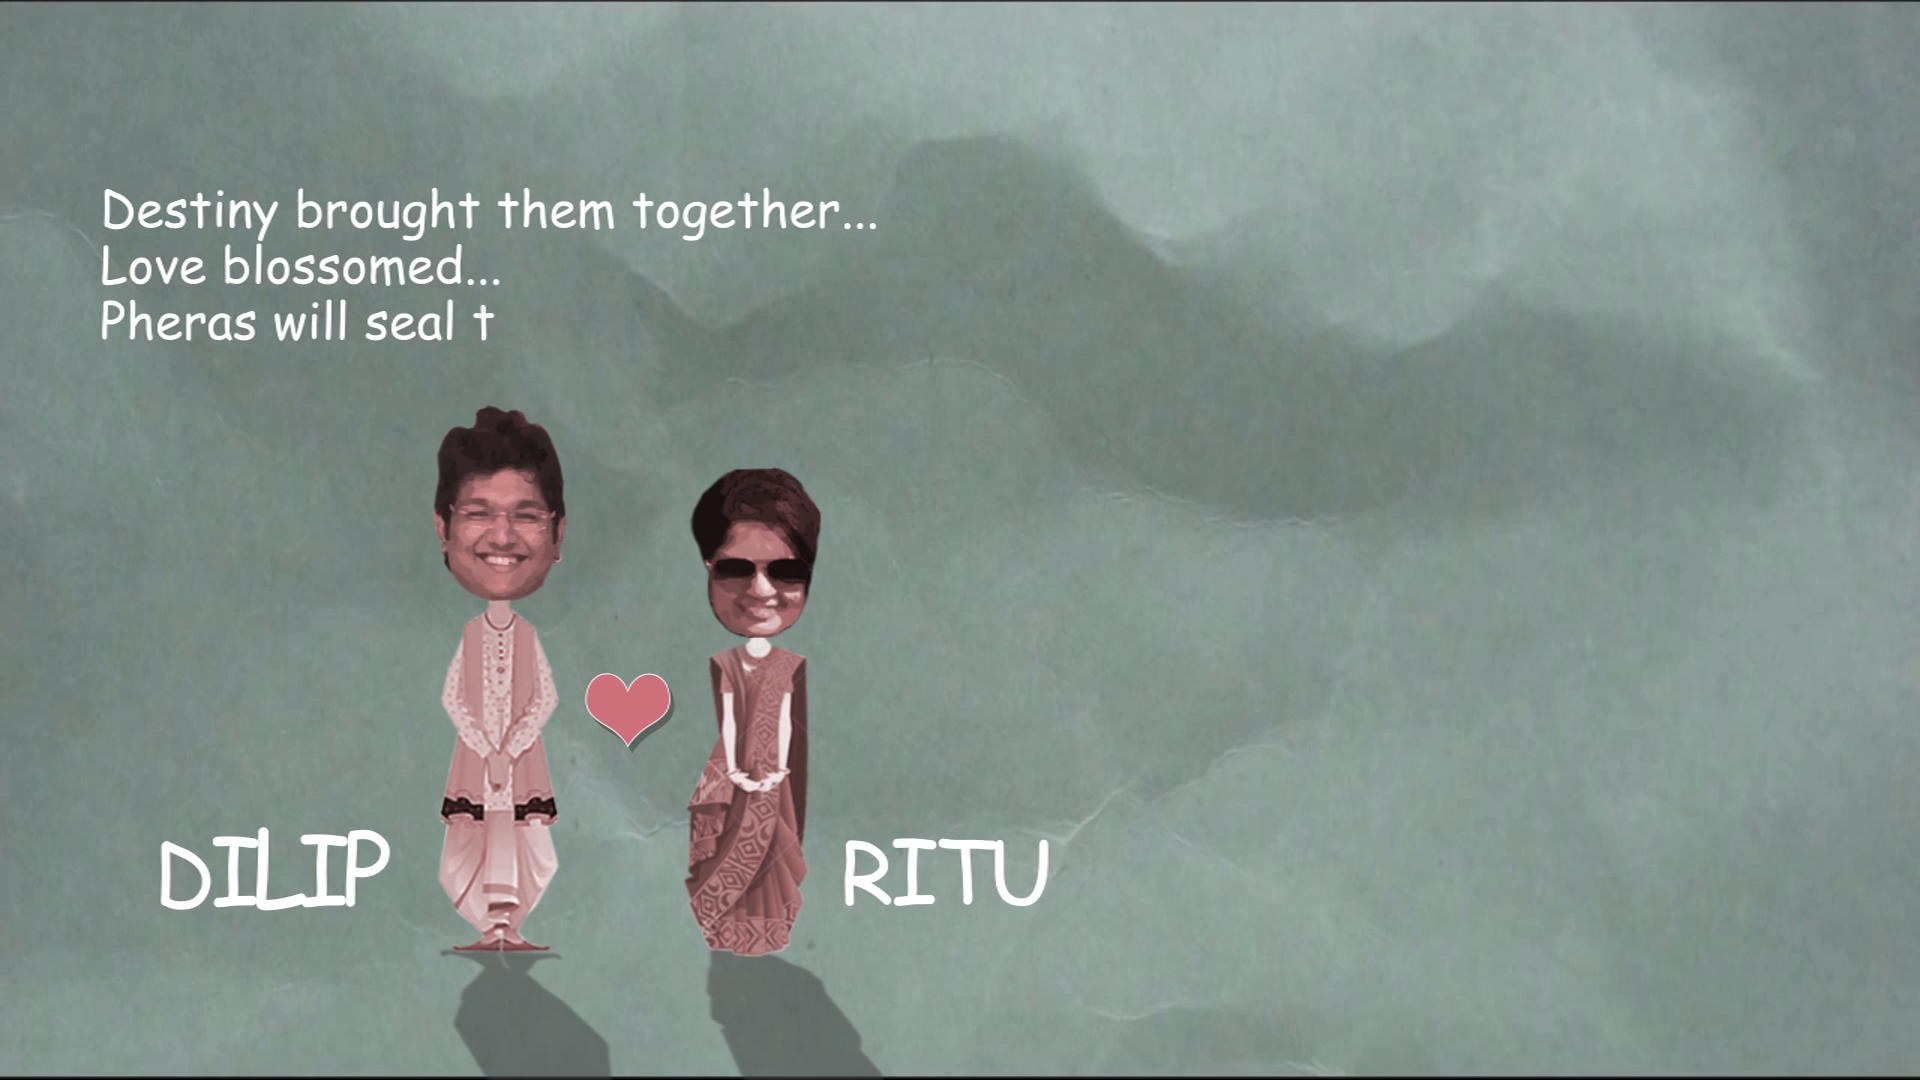 Destiny brought them together...
Love blossomed...
Pheras will seal t
DILIP
RITU